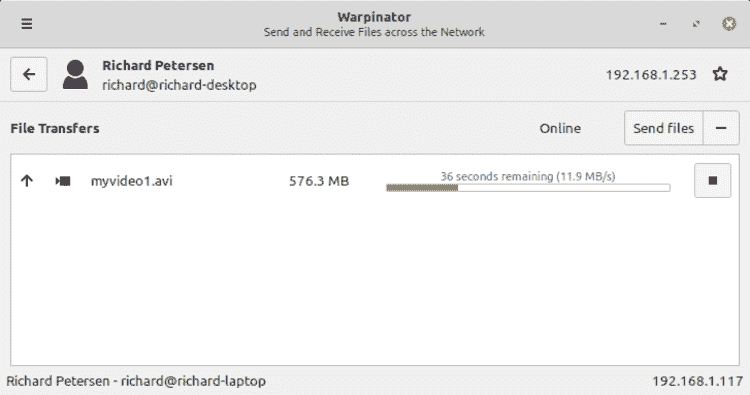 Warpinator
Send and Receive Files across the Network
Richard Petersen
richard@richard-desktop
192.168.1.253
File Transfers
Online
Send files
myvideo1.avi
576.3 MB
36 seconds remaining (11.9 MB/s)
Richard Petersen - richard@richard-laptop
192.168.1.117